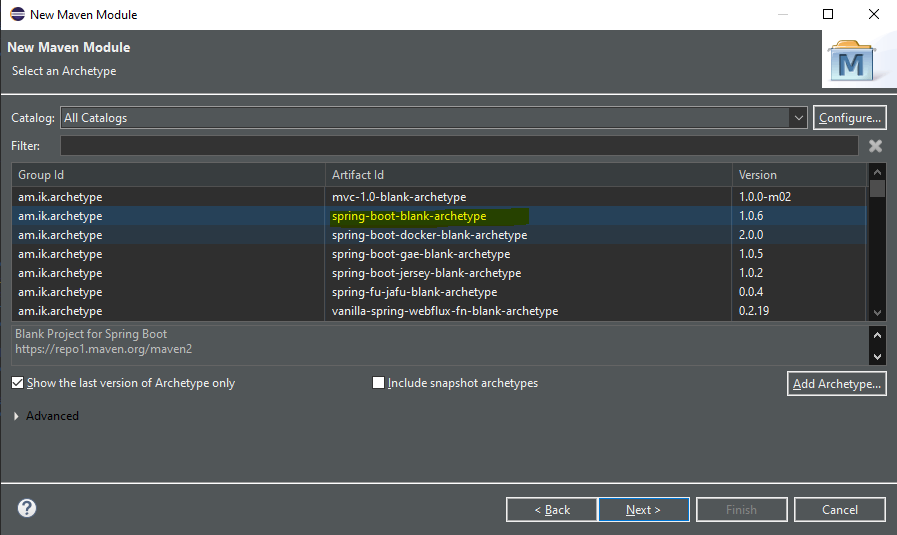 New Maven Module
New Maven Module
Select an Archetype
M
Catalog: All Catalogs Configure...
Filter:
Group Id Artifact Id Version
am.ik.archetype mvc-1.0-blank-archetype 1.0.0-m02
am.ik.archetype spring-boot-blank-archetype 1.0.6
am.ik.archetype spring-boot-docker-blank-archetype 2.0.0
am.ik.archetype spring-boot-gae-blank-archetype 1.0.5
am.ik.archetype spring-boot-jersey-blank-archetype 1.0.2
am.ik.archetype spring-fu-jafu-blank-archetype 0.0.4
am.ik.archetype vanilla-spring-webflux-fn-blank-archetype 0.2.19
Blank Project for Spring Boot
https://repo1.maven.org/maven2
Show the last version of Archetype only Include snapshot archetypes Add Archetype...
Advanced
? < Back Next > Finish Cancel